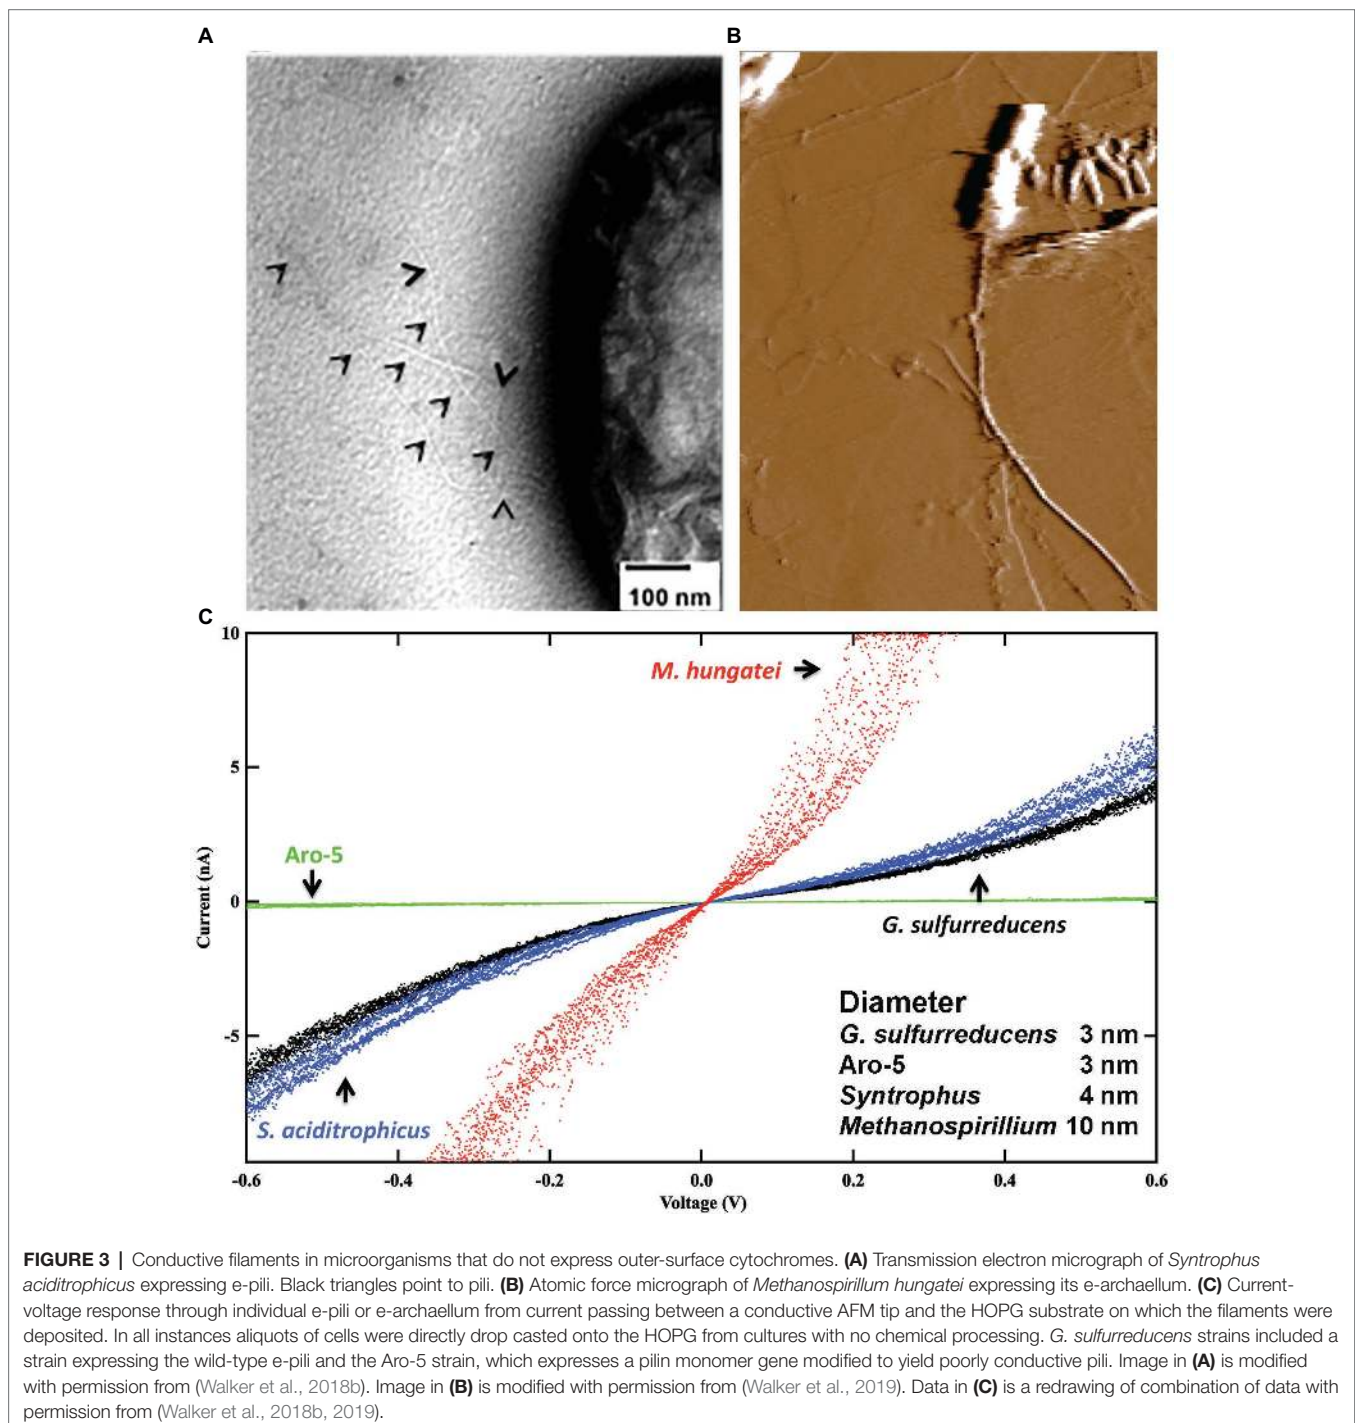 A
B
100 nm
C
10
M. hungatei
5
Aro-5
Current (nA)
0
G. sulfurreducens
Diameter
G. sulfurreducens 3 nm
Aro-5 3 nm
Syntrophus 4 nm
Methanospirillium 10 nm
-5
S. aciditrophicus
-0.6 -0.4 -0.2 0.0 0.2 0.4 0.6
Voltage (V)
FIGURE 3 | Conductive filaments in microorganisms that do not express outer-surface cytochromes. (A) Transmission electron micrograph of Syntrophus
aciditrophicus expressing e-pili. Black triangles point to pili. (B) Atomic force micrograph of Methanospirillum hungatei expressing its e-archaellum. (C) Current-
voltage response through individual e-pili or e-archaellum from current passing between a conductive AFM tip and the HOPG substrate on which the filaments were
deposited. In all instances aliquots of cells were directly drop casted onto the HOPG from cultures with no chemical processing. G. sulfurreducens strains included a
strain expressing the wild-type e-pili and the Aro-5 strain, which expresses a pilin monomer gene modified to yield poorly conductive pili. Image in (A) is modified
with permission from (Walker et al., 2018b). Image in (B) is modified with permission from (Walker et al., 2019). Data in (C) is a redrawing of combination of data with
permission from (Walker et al., 2018b, 2019).